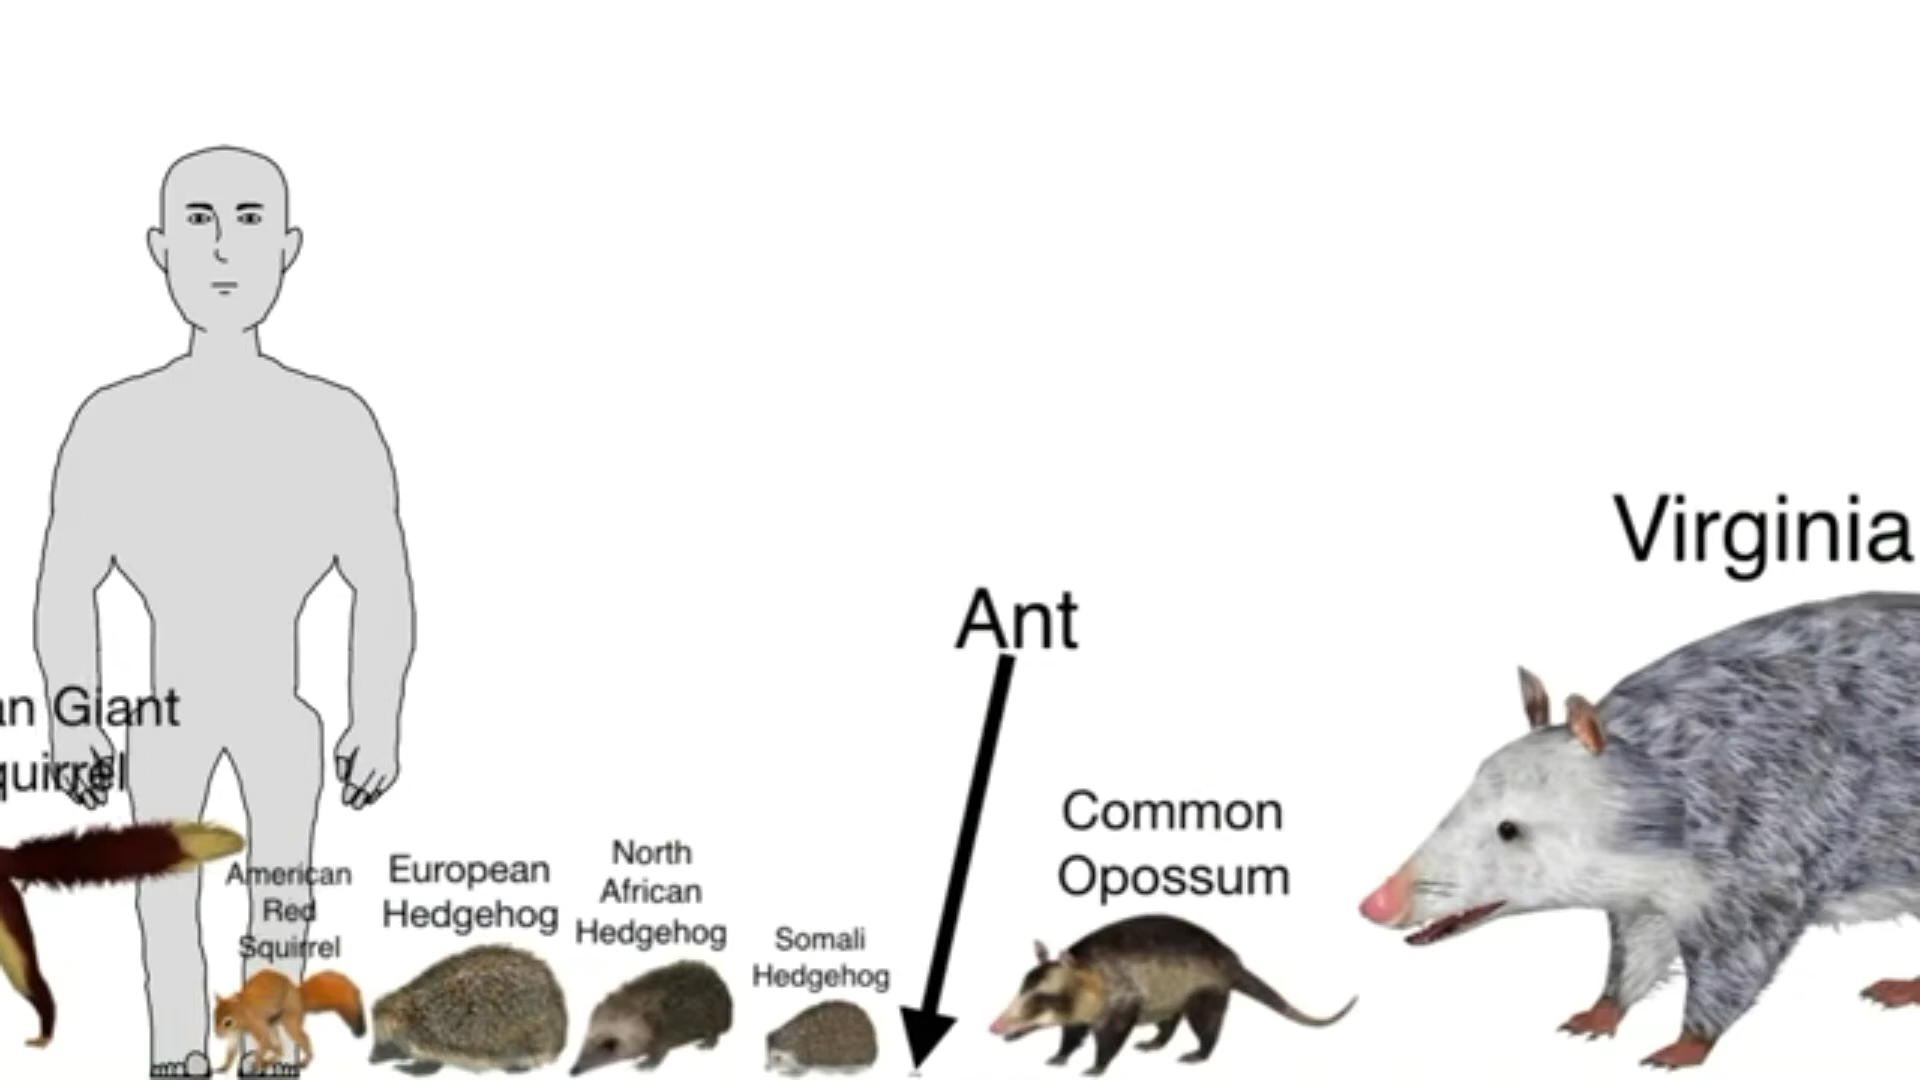 an Giant
quirrel
American
Red
Squirrel
European
Hedgehog
North
African
Hedgehog
Somali
Hedgehog
Ant
Common
Opossum
Virginia